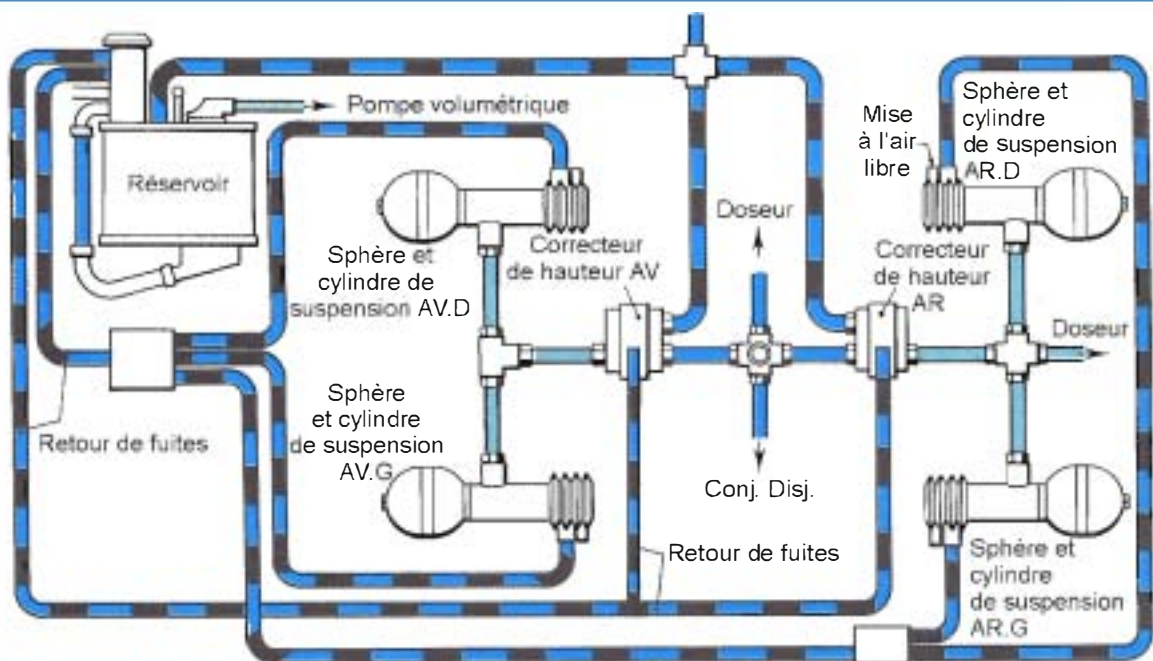 Pompe volumétrique
Réservoir
Sphère et
cylindre de
suspension AV.D
Correcteur
de hauteur AV
Doseur
Mise
à l'air
libre
Sphère et
cylindre
de suspension
AR.D
Correcteur
de hauteur
AR
Doseur
Retour de fuites
Sphère
et cylindre
de suspension
AV.G
Conj. Disj.
Retour de fuites
Sphère et
cylindre
de suspension
AR.G